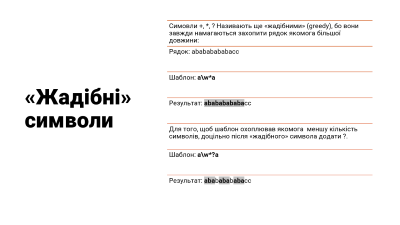 «Жадібні»
символи
Симовли +, *, ? Називають ще «жадібними» (greedy), бо вони
завжди намагаються захопити рядок якомога більшої
довжини:
Рядок: abababababacc
Шаблон: a\w*a
Результат: abababababacc
Для того, щоб шаблон охоплював якомога меншу кількість
символів, доцільно після «жадібного» символа додати ?.
Шаблон: a\w*?a
Результат: abababababacc